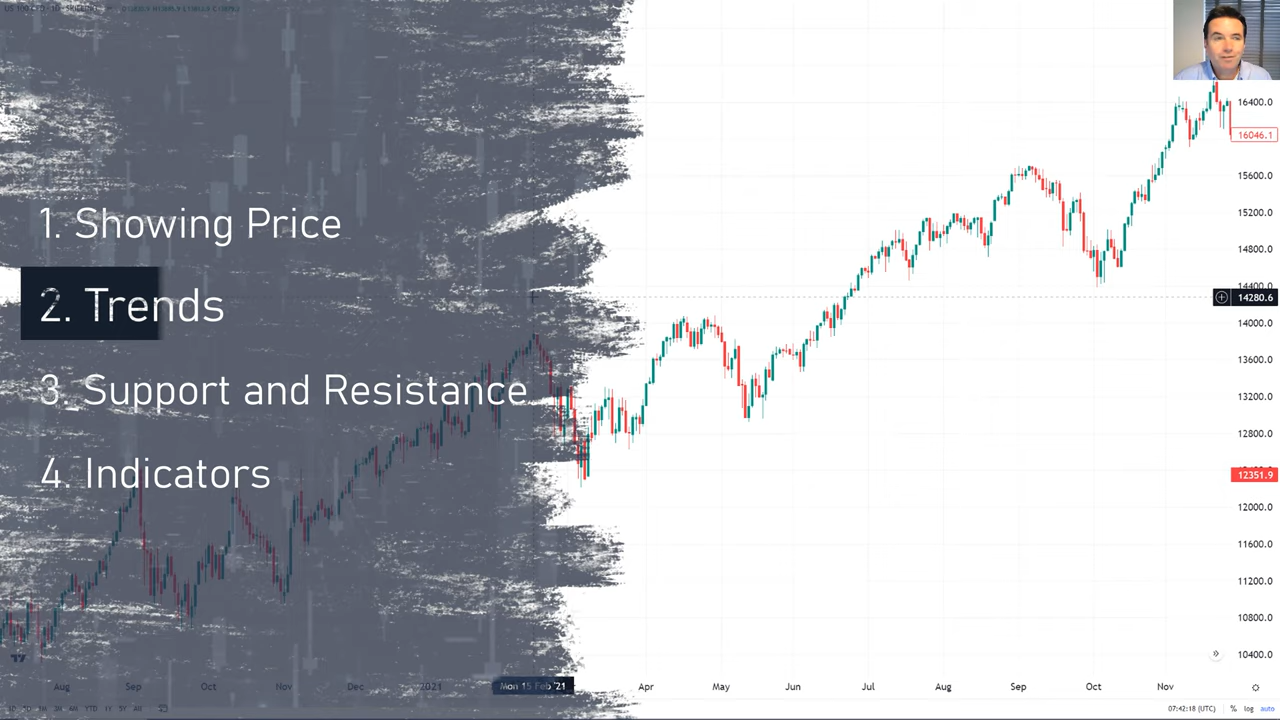 1. Showing Price
2. Trends
3. Support and Resistance
4. Indicators
16400.0
16046.1
15600.0
15200.0
14800.0
14400.0
14280.6
14000.0
13600.0
13200.0
12800.0
12351.9
12000.0
11600.0
11200.0
10800.0
10400.0
Aug Sep Oct Dec 2021 Mon 15 Feb '21 Apr May Jun Jul Aug Sep Oct Nov
07:42:18 (UTC) % log auto